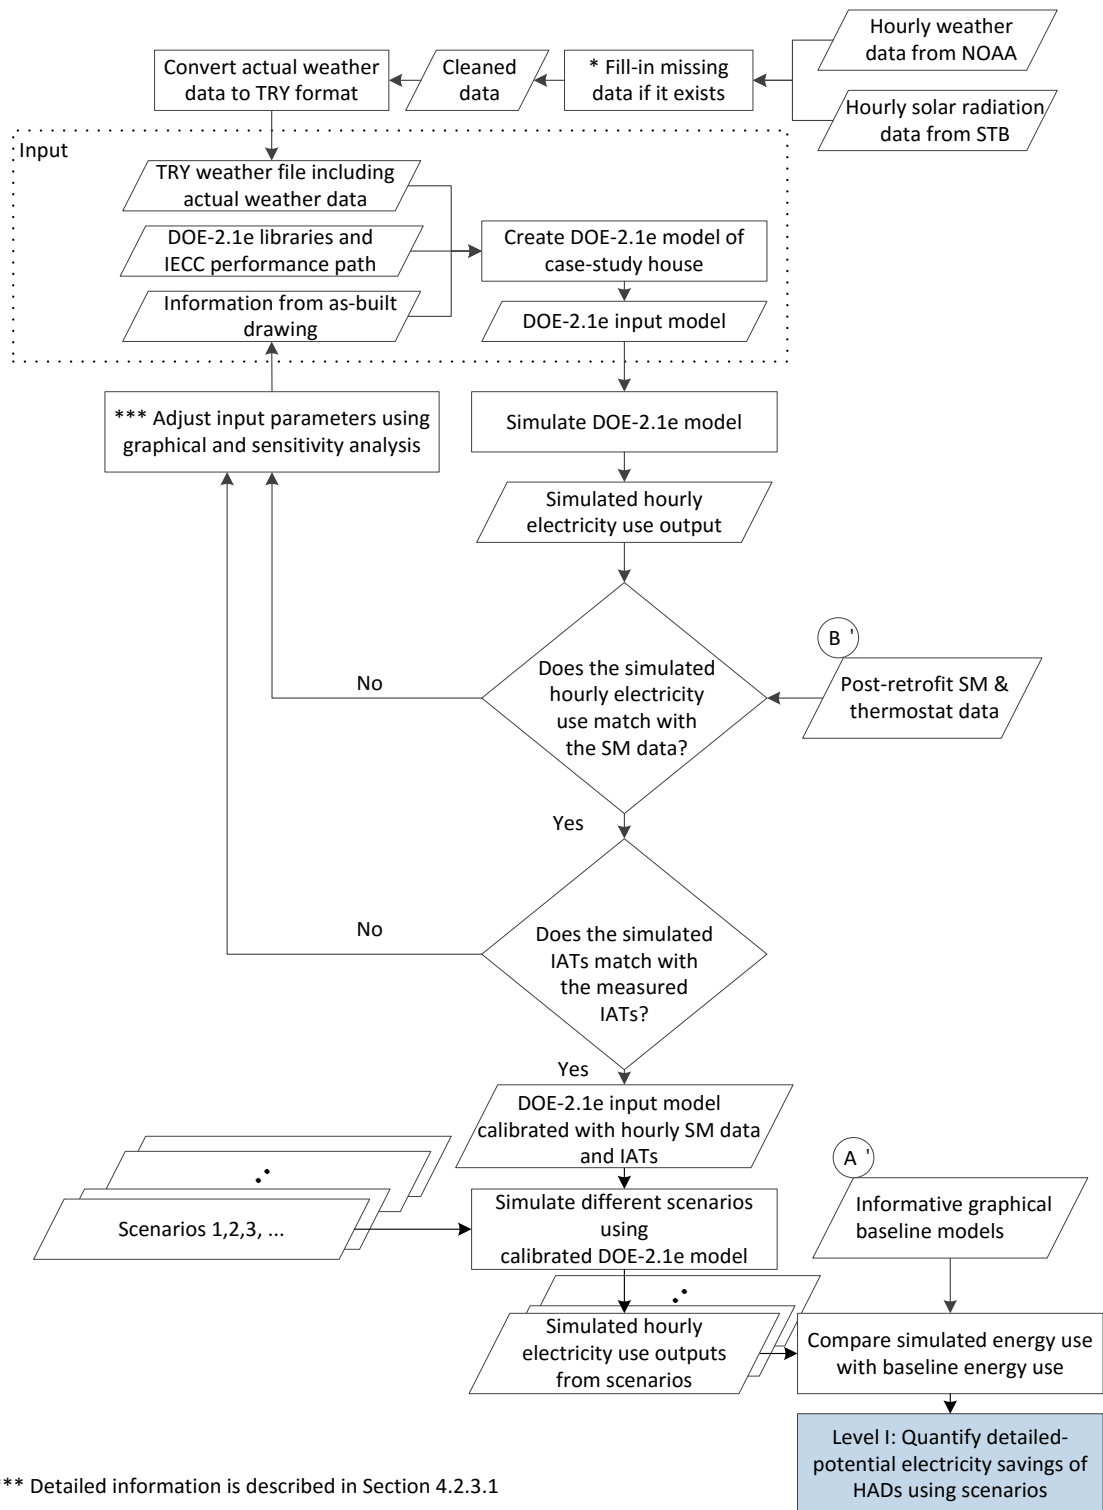 Hourly weather
data from NOAA
Convert actual weather
data to TRY format
Cleaned
data
* Fill-in missing
data if it exists
Hourly solar radiation
data from STB
Input
TRY weather file including
actual weather data
DOE-2.1e libraries and
IECC performance path
Create DOE-2.1e model of
case-study house
Information from as-built
drawing
DOE-2.1e input model
*** Adjust input parameters using
graphical and sensitivity analysis
Simulate DOE-2.1e model
Simulated hourly
electricity use output
B '
Post-retrofit SM &
thermostat data
No
Does the simulated
hourly electricity
use match with
the SM data?
Yes
No
Does the simulated
IATs match with
the measured
IATs?
Yes
DOE-2.1e input model
calibrated with hourly SM data
and IATs
A '
Scenarios 1,2,3, ...
Simulate different scenarios
using
calibrated DOE-2.1e model
Informative graphical
baseline models
Simulated hourly
electricity use outputs
from scenarios
Compare simulated energy use
with baseline energy use
Level I: Quantify detailed-
potential electricity savings of
HADs using scenarios
*** Detailed information is described in Section 4.2.3.1